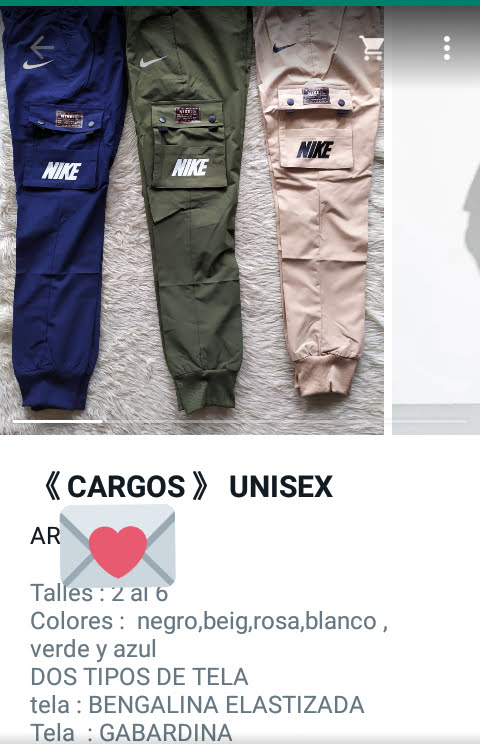 NIKE
NIKE
NIKE
《 CARGOS 》 UNISEX
AR
Talles : 2 al 6
Colores : negro,beig,rosa,blanco ,
verde y azul
DOS TIPOS DE TELA
tela : BENGALINA ELASTIZADA
Tela : GABARDINA